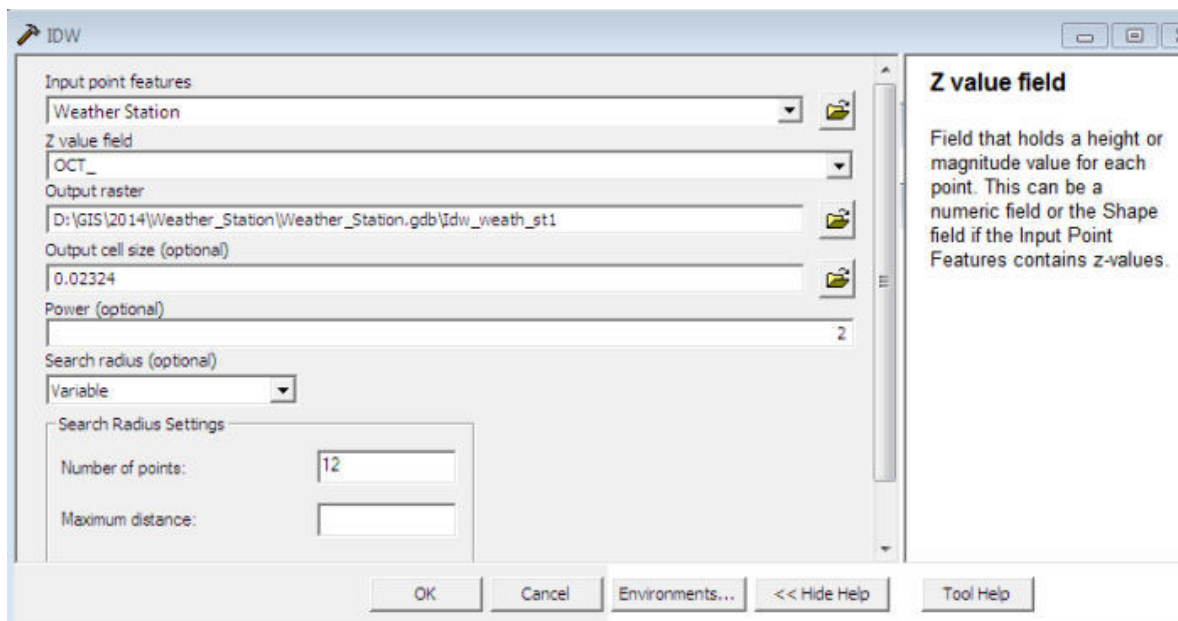 IDW
Input point features
Weather Station
Z value field
OCT_
Output raster
D:\GIS\2014\Weather_Station\Weather_Station.gdb\Idw_weath_st1
Output cell size (optional)
0.02324
Power (optional)
2
Search radius (optional)
Variable
Search Radius Settings
Number of points:
12
Maximum distance:
OK
Cancel
Environments...
<< Hide Help
Tool Help
Z value field
Field that holds a height or
magnitude value for each
point. This can be a
numeric field or the Shape
field if the Input Point
Features contains z-values.